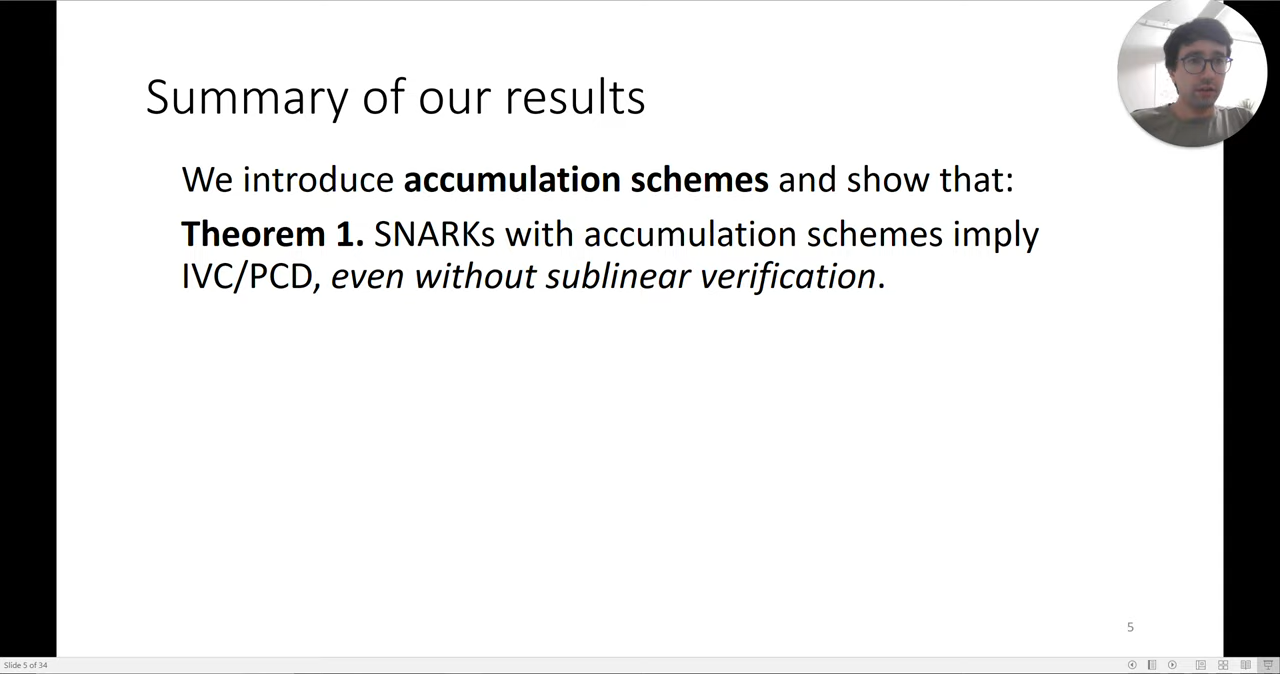 Summary of our results
We introduce accumulation schemes and show that:
Theorem 1. SNARKs with accumulation schemes imply
IVC/PCD, even without sublinear verification.
5
Slide 5 of 34